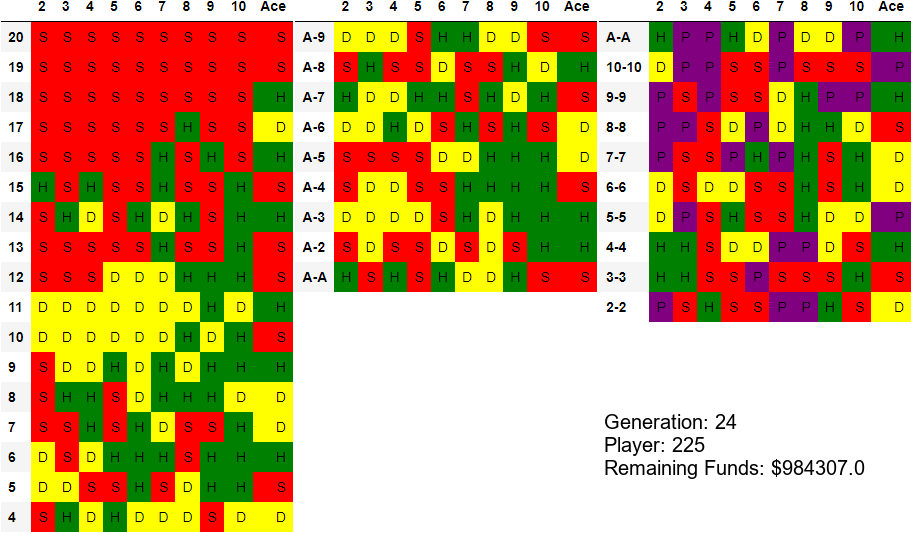 2 3 4 5 6 7 8 9 10 Ace 2 3 4 5 6 7 8 9 10 Ace 2 3 4 5 6 7 8 9 10 Ace
20 S S S S S S S S S S A-9 D D D S H H D D S S A-A H P P H D P D D P H
19 S S S S S S S S S S A-8 S H S S D S S H D H 10-10 D P P S S P S S S P
18 S S S S S S S S S H A-7 H D D H H S H D H S 9-9 P S P S S D H P P H
17 S S S S S S H S S D A-6 D D H D S H S H S D 8-8 P P S D P D H H D S
16 S S S S S H S H S H A-5 S S S S D D H H H D 7-7 P S S P H P H S H D
15 H S H S S H S S H S A-4 S D D S S H H H H S 6-6 D S D D S S H S H D
14 S H D S H D H S H H A-3 D D D D S H D H H H 5-5 D P S H S S H D D P
13 S S S S S H S S H S A-2 S D S S D S D S H H 4-4 H H S D D P P D S H
12 S S S D D D H H H S A-A H S H S H D D H S S 3-3 H H S S P S S S H S
11 D D D D D D D H D H 2-2 P S H S S P P H S D
10 D D D D D D H D H S
9 S D D H D H D H H H
8 S H H S D H H H D D
7 S S H S H D S S H D
6 D S D H H H S H H H
5 D D S S H S D H H S
4 S H D H D D D S D D
Generation: 24
Player: 225
Remaining Funds: $984307.0